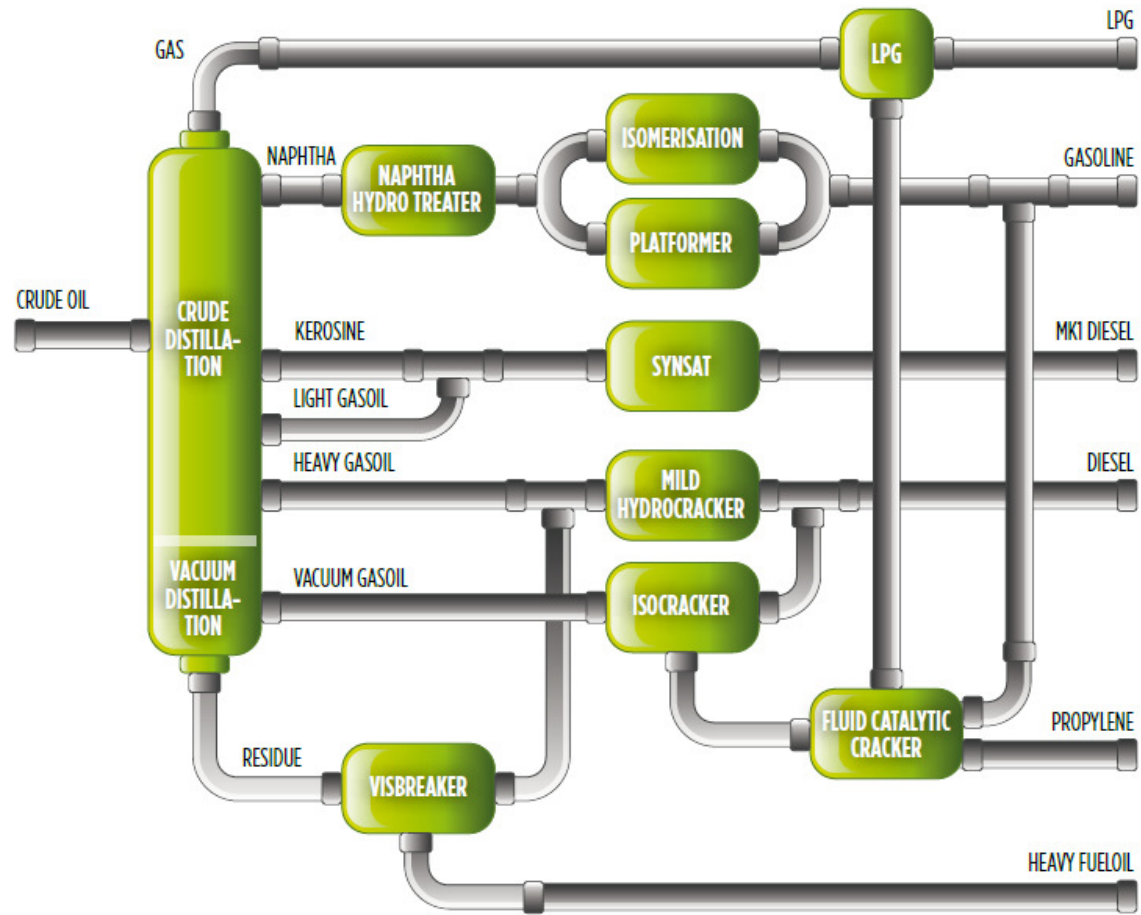 GAS
LPG
LPG
ISOMERISATION
NAPHTHA
NAPHTHA
HYDRO TREATER
GASOLINE
PLATFORMER
CRUDE OIL
CRUDE
DISTILLA-
TION
KEROSINE
SYNSAT
MK1 DIESEL
LIGHT GASOIL
HEAVY GASOIL
MILD
HYDROCRACKER
DIESEL
VACUUM
DISTILLA-
TION
VACUUM GASOIL
ISOCRACKER
FLUID CATALYTIC
CRACKER
PROPYLENE
RESIDUE
VISBREAKER
HEAVY FUELOIL